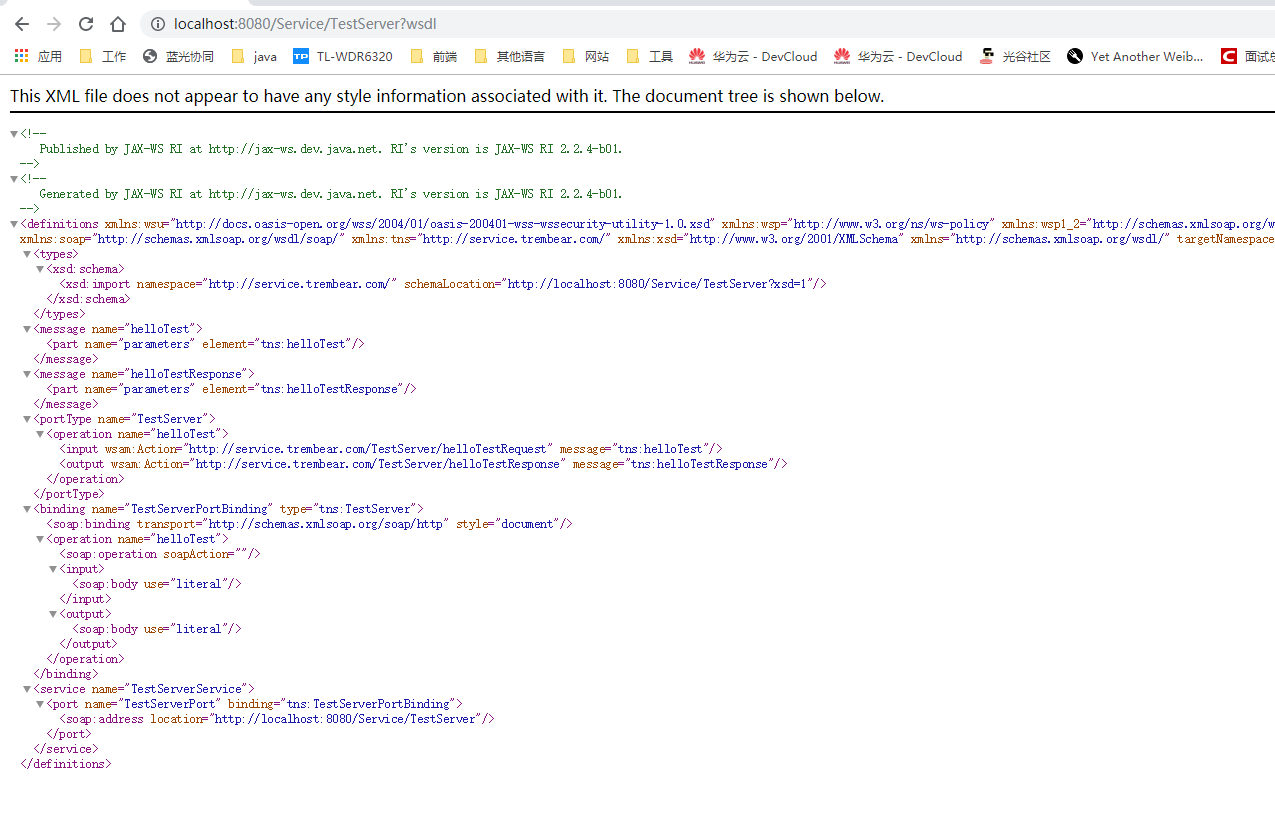 localhost:8080/Service/TestServer?wsdl
应用 工作 蓝光协同 java TP TL-WDR6320 前端 其他语言 网站 工具 华为云 - DevCloud 华为云 - DevCloud 光谷社区 Yet Another Weib... C 面试总
This XML file does not appear to have any style information associated with it. The document tree is shown below.
<!--
Published by JAX-WS RI at http://jax-ws.dev.java.net. RI's version is JAX-WS RI 2.2.4-b01.
-->
<!--
Generated by JAX-WS RI at http://jax-ws.dev.java.net. RI's version is JAX-WS RI 2.2.4-b01.
-->
<definitions xmlns:wsu="http://docs.oasis-open.org/wss/2004/01/oasis-200401-wss-wssecurity-utility-1.0.xsd" xmlns:wsp="http://www.w3.org/ns/ws-policy" xmlns:wsp1_2="http://schemas.xmlsoap.org/w
xmlns:soap="http://schemas.xmlsoap.org/wsdl/soap/" xmlns:tns="http://service.trembear.com/" xmlns:xsd="http://www.w3.org/2001/XMLSchema" xmlns="http://schemas.xmlsoap.org/wsdl/" targetNamespace
<types>
<xsd:schema>
<xsd:import namespace="http://service.trembear.com/" schemaLocation="http://localhost:8080/Service/TestServer?xsd=1"/>
</xsd:schema>
</types>
<message name="helloTest">
<part name="parameters" element="tns:helloTest"/>
</message>
<message name="helloTestResponse">
<part name="parameters" element="tns:helloTestResponse"/>
</message>
<portType name="TestServer">
<operation name="helloTest">
<input wsam:Action="http://service.trembear.com/TestServer/helloTestRequest" message="tns:helloTest"/>
<output wsam:Action="http://service.trembear.com/TestServer/helloTestResponse" message="tns:helloTestResponse"/>
</operation>
</portType>
<binding name="TestServerPortBinding" type="tns:TestServer">
<soap:binding transport="http://schemas.xmlsoap.org/soap/http" style="document"/>
<operation name="helloTest">
<soap:operation soapAction=""/>
<input>
<soap:body use="literal"/>
</input>
<output>
<soap:body use="literal"/>
</output>
</operation>
</binding>
<service name="TestServerService">
<port name="TestServerPort" binding="tns:TestServerPortBinding">
<soap:address location="http://localhost:8080/Service/TestServer"/>
</port>
</service>
</definitions>